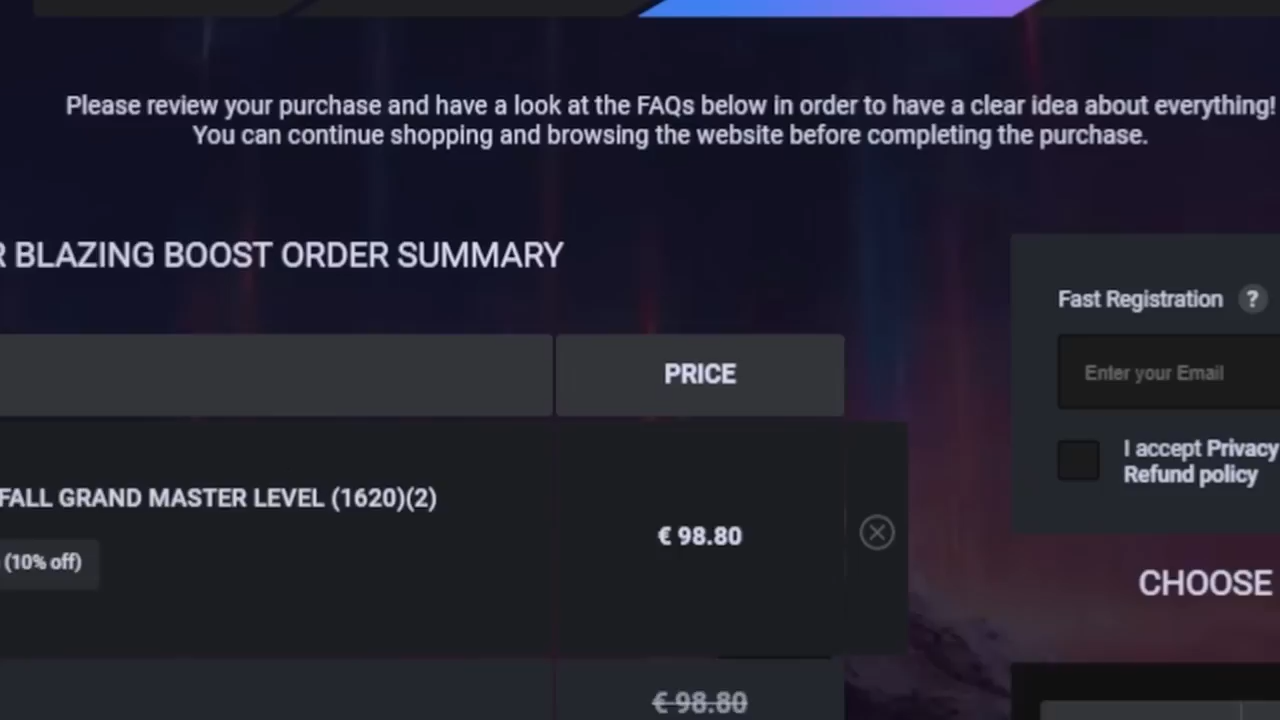 Please review your purchase and have a look at the FAQs below in order to have a clear idea about everything!
You can continue shopping and browsing the website before completing the purchase.
R BLAZING BOOST ORDER SUMMARY
Fast Registration ?
PRICE
Enter your Email
I accept Privacy
Refund policy
FALL GRAND MASTER LEVEL (1620)(2)
€ 98.80
(10% off)
CHOOSE
€ 98.80